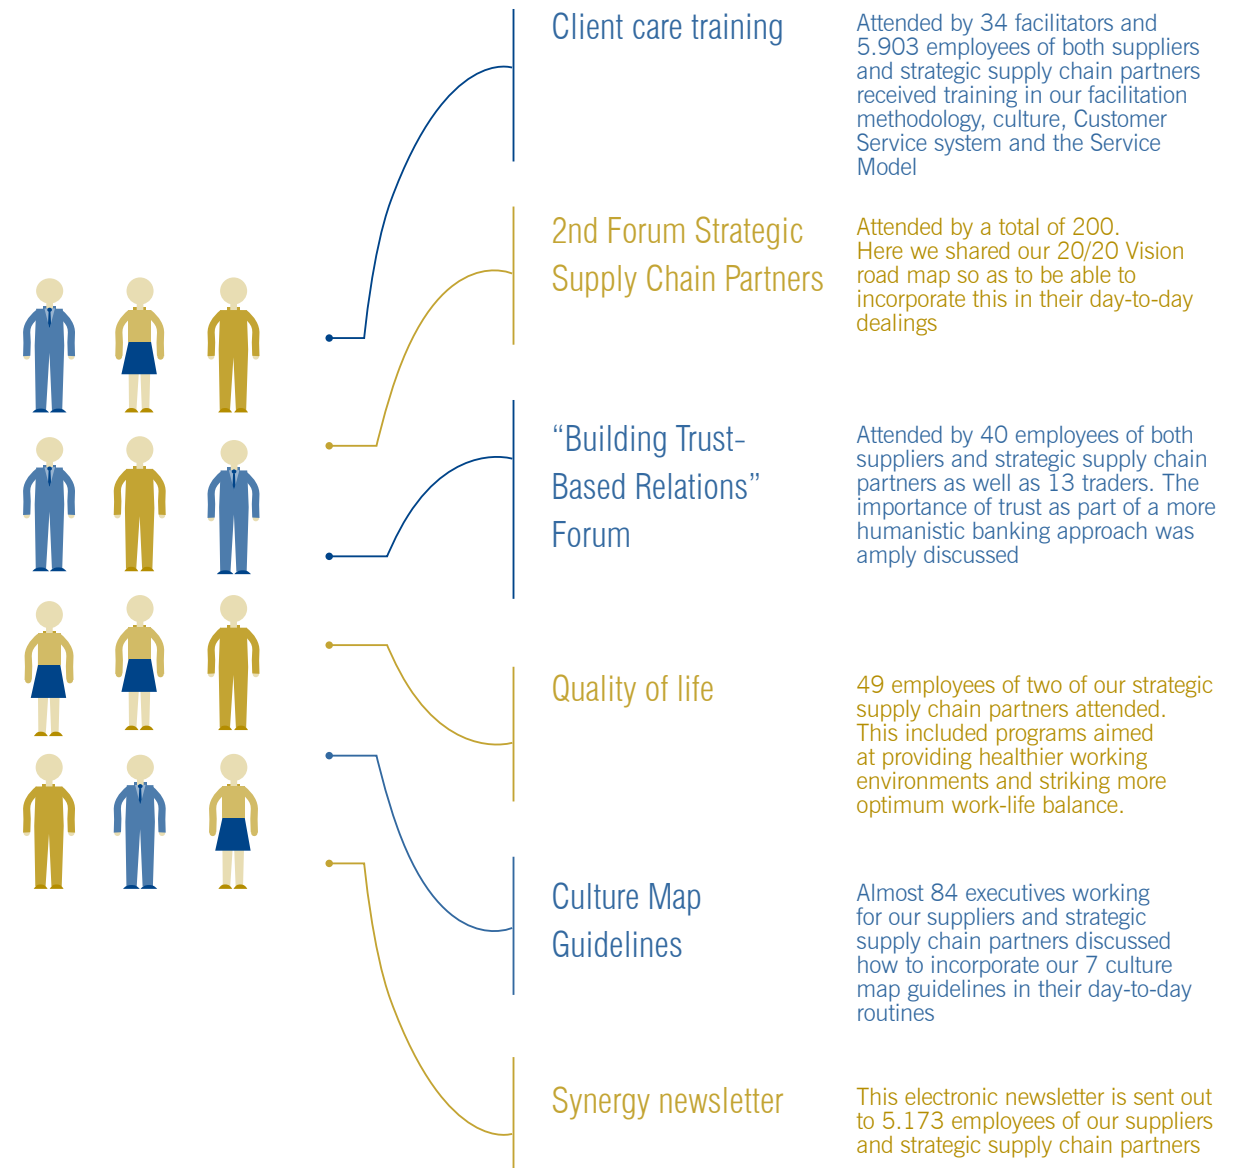 Client care training
Attended by 34 facilitators and
5.903 employees of both suppliers
and strategic supply chain partners
received training in our facilitation
methodology, culture, Customer
Service system and the Service
Model
2nd Forum Strategic
Supply Chain Partners
Attended by a total of 200.
Here we shared our 20/20 Vision
road map so as to be able to
incorporate this in their day-to-day
dealings
“Building Trust-
Based Relations”
Forum
Attended by 40 employees of both
suppliers and strategic supply chain
partners as well as 13 traders. The
importance of trust as part of a more
humanistic banking approach was
amply discussed
Quality of life
49 employees of two of our strategic
supply chain partners attended.
This included programs aimed
at providing healthier working
environments and striking more
optimum work-life balance.
Culture Map
Guidelines
Almost 84 executives working
for our suppliers and strategic
supply chain partners discussed
how to incorporate our 7 culture
map guidelines in their day-to-day
routines
Synergy newsletter
This electronic newsletter is sent out
to 5.173 employees of our suppliers
and strategic supply chain partners